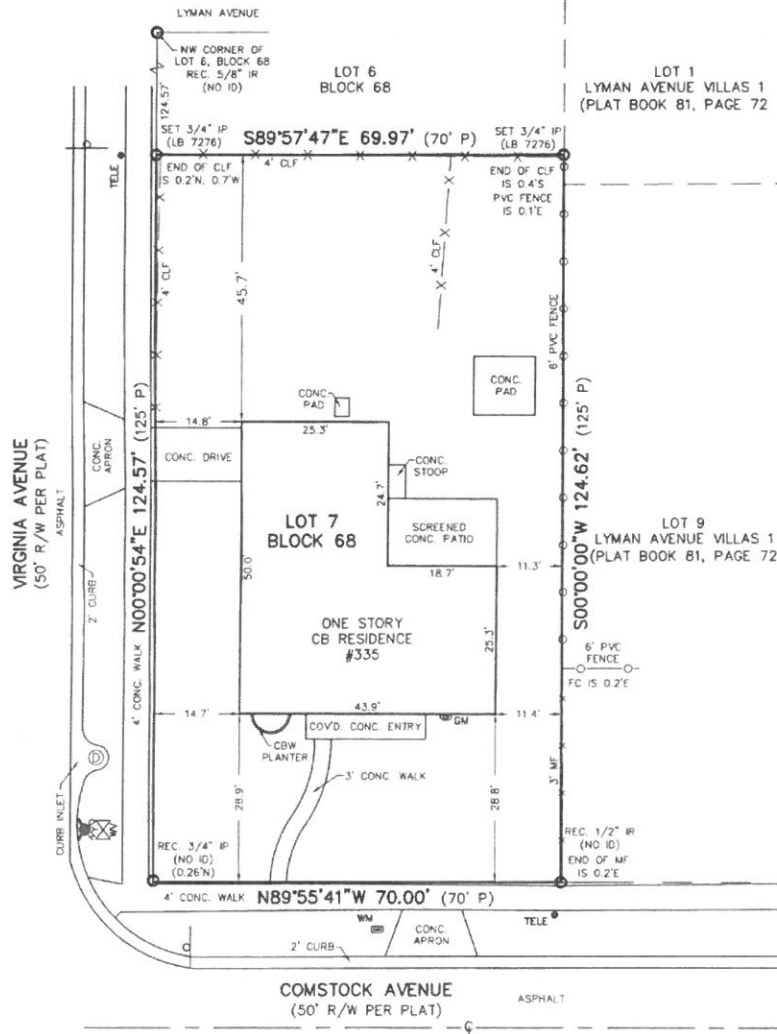 LYMAN AVENUE
NW CORNER OF
LOT 6, BLOCK 68
REC. 5/8" IR
(NO ID)
124.57'
LOT 6
BLOCK 68
LOT 1
LYMAN AVENUE VILLAS 1
(PLAT BOOK 81, PAGE 72
SET 3/4" IP
(LB 7276)
S89°57'47"E 69.97' (70' P)
SET 3/4" IP
(LB 7276)
TELE
END OF CLF
IS 0.2'N, 0.7'W
4' CLF
END OF CLF
IS 0.4'S
PVC FENCE
IS 0.1'E
4' CLF
4' CLF
45.7'
6' PVC FENCE
CONC.
PAD
CONC
PAD
14.8'
25.3'
CONC.
APRON
CONC. DRIVE
CONC.
STOOP
24.7'
VIRGINIA AVENUE
(50' R/W PER PLAT)
ASPHALT
N00°00'54"E 124.57' (125' P)
4' CONC. WALK
2' CURB
LOT 7
BLOCK 68
SCREENED
CONC. PATIO
S00°00'00"W 124.62' (125' P)
LOT 9
LYMAN AVENUE VILLAS 1
(PLAT BOOK 81, PAGE 72
50.0'
18.7'
11.3'
ONE STORY
CB RESIDENCE
#335
25.3'
6' PVC
FENCE
FC IS 0.2'E
14.7'
43.9'
11.4'
COV'D. CONC. ENTRY
GM
CBW
PLANTER
D
3' CONC WALK
3' MF
28.9'
28.8'
CURB INLET
WV
REC. 3/4" IP
(NO ID)
(0.26'N)
REC. 1/2" IR
(NO ID)
END OF MF
IS 0.2'E
4' CONC. WALK
N89°55'41"W 70.00' (70' P)
WM
CONC.
APRON
TELE
2' CURB
COMSTOCK AVENUE
(50' R/W PER PLAT)
ASPHALT